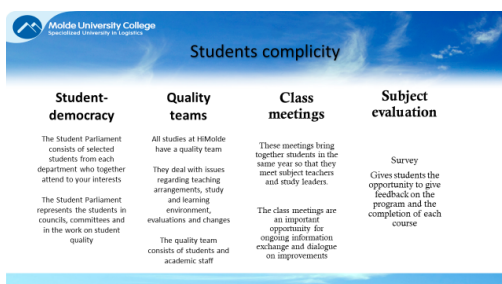 Molde University College
Specialized University in Logistics
Students complicity
Student-
democracy
The Student Parliament
consists of selected
students from each
department who together
attend to your interests
The Student Parliament
represents the students in
councils, committees and
in the work on student
quality
Quality
teams
All studies at HiMolde
have a quality team
They deal with issues
regarding teaching
arrangements, study
and learning
environment,
evaluations and changes
The quality team
consists of students and
academic staff
Class
meetings
These meetings bring
together students in the
same year so that they
meet subject teachers
and study leaders.
The class meetings are
an important
opportunity for
ongoing information
exchange and dialogue
on improvements
Subject
evaluation
Survey
Gives students the
opportunity to give
feedback on the
program and the
completion of each
course